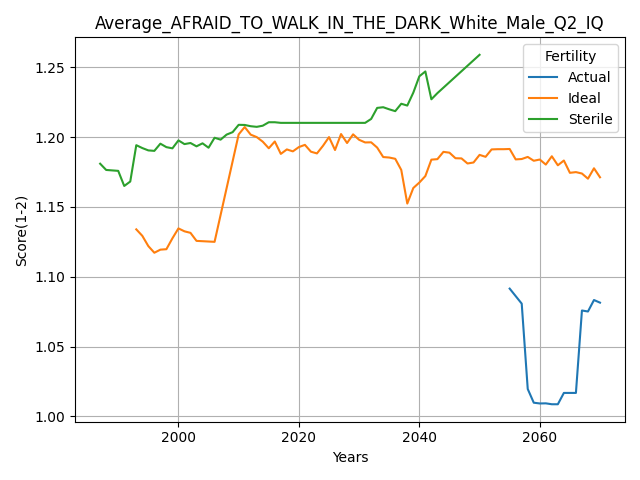 Average_AFRAID_TO_WALK_IN_THE_DARK_White_Male_Q2_IQ
Fertility
Actual
Ideal
Sterile
Score(1-2)
1.25
1.20
1.15
1.10
1.05
1.00
2000 2020 2040 2060
Years